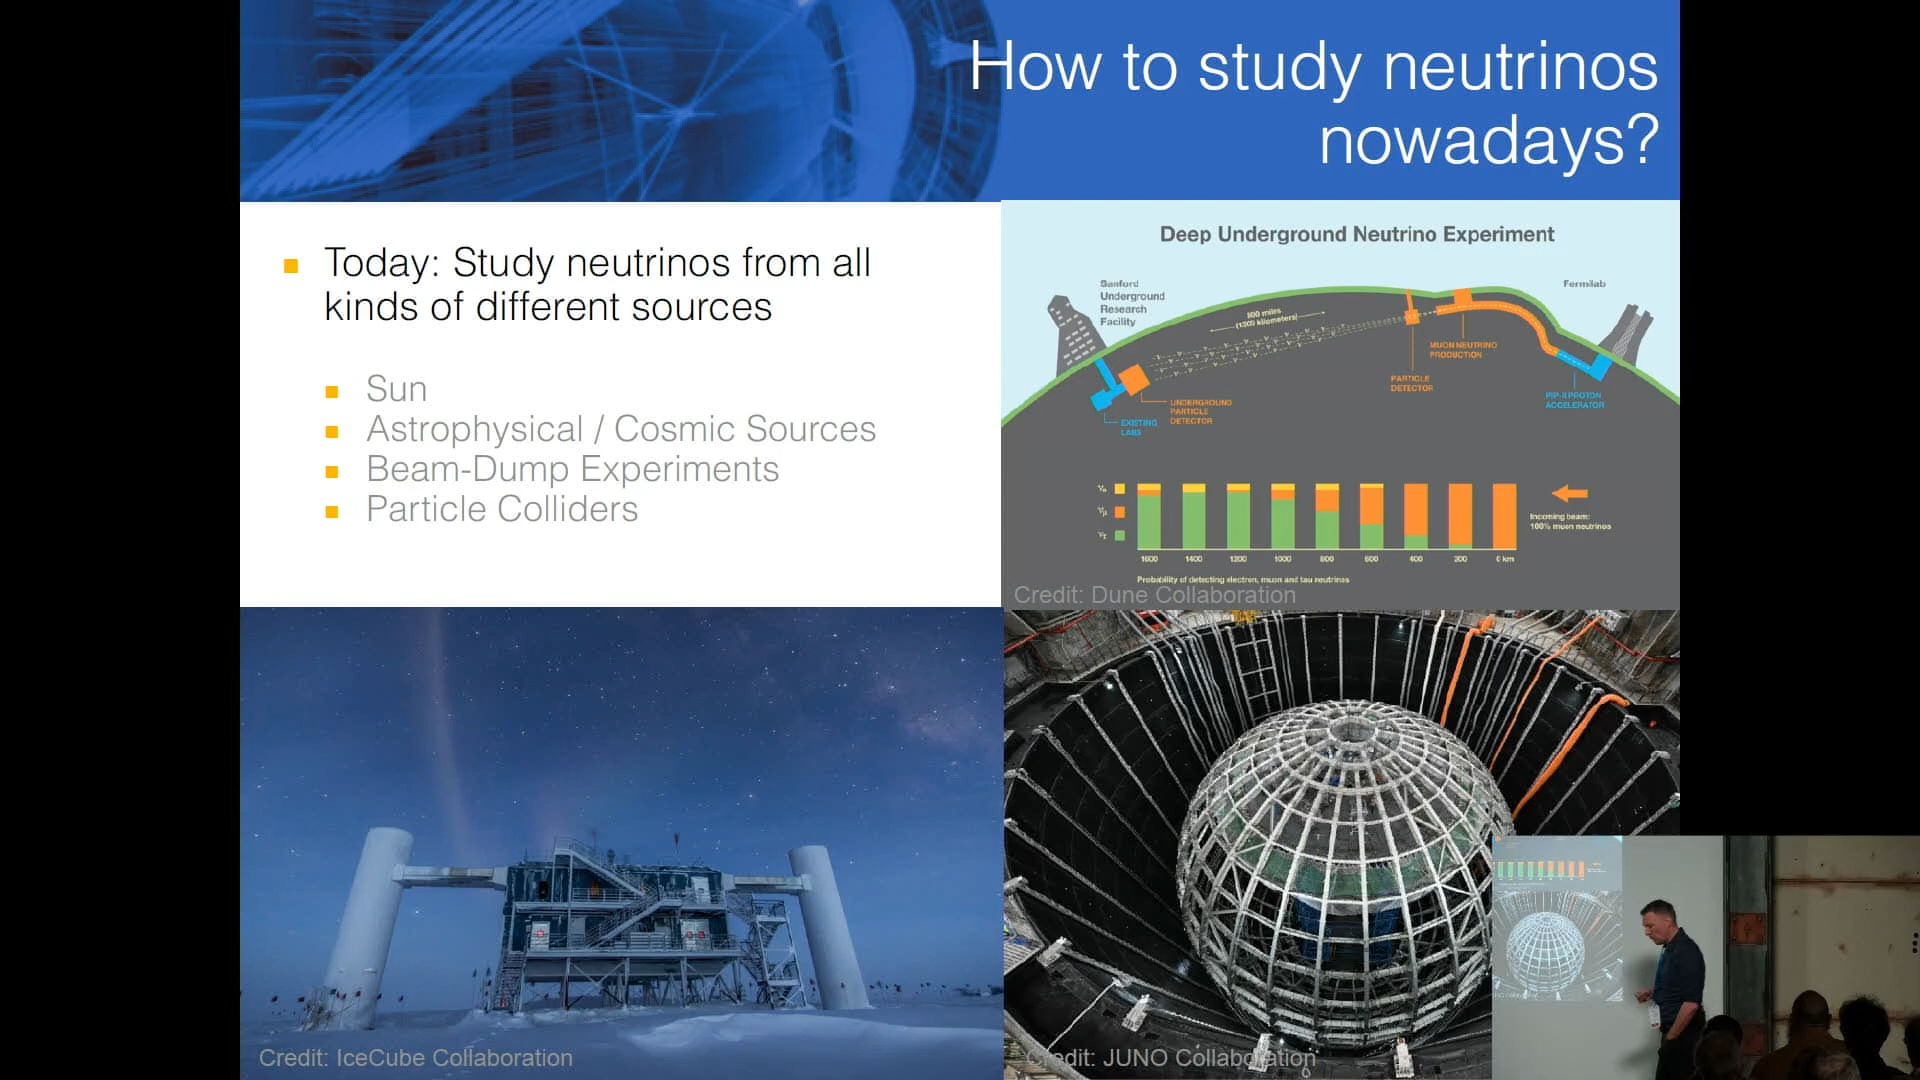 How to study neutrinos
nowadays?
Today: Study neutrinos from all
kinds of different sources
Sun
Astrophysical / Cosmic Sources
Beam-Dump Experiments
Particle Colliders
Deep Underground Neutrino Experiment
Sanford
Underground
Research
Facility
Fermilab
800 miles
(1300 kilometers)
MUON NEUTRINO
PRODUCTION
PARTICLE
DETECTOR
PIP-II PROTON
ACCELERATOR
UNDERGROUND
PARTICLE
DETECTOR
EXISTING
LABS
νe
νμ
ντ
1600 1400 1200 1000 800 600 400 200 0 km
Incoming beam:
100% muon neutrinos
Probability of detecting electron, muon and tau neutrinos
Credit: Dune Collaboration
Credit: IceCube Collaboration
Credit: JUNO Collaboration